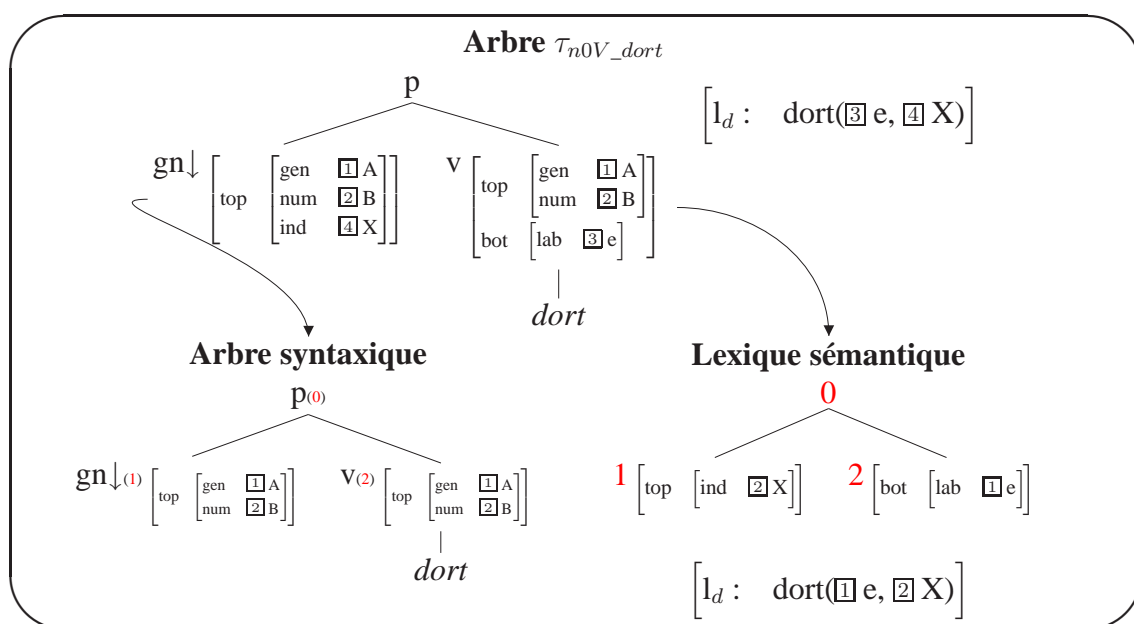 Arbre τn0V_dort
p
[l_d : dort([3] e, [4] X)]
gn↓ [top [gen [1] A
num [2] B
ind [4] X]]
v [top [gen [1] A
num [2] B]
bot [lab [3] e]]
dort
Arbre syntaxique
p(0)
gn↓(1) [top [gen [1] A
num [2] B]]
v(2) [top [gen [1] A
num [2] B]]
dort
Lexique sémantique
0
1 [top [ind [2] X]]
2 [bot [lab [1] e]]
[l_d : dort([1] e, [2] X)]